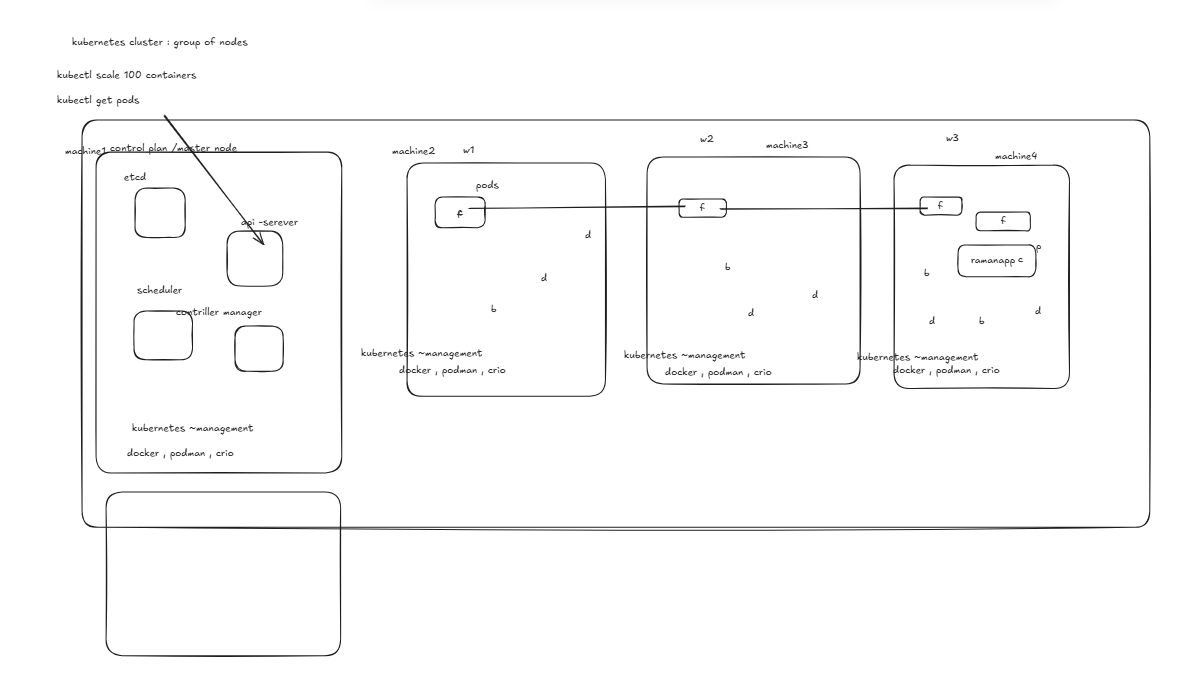 kubernetes cluster : group of nodes
kubectl scale 100 containers
kubectl get pods
machine1 control plan /master node
etcd
api -serever
scheduler
contriller manager
kubernetes ~management
docker , podman , crio
machine2 w1
pods
f
d
d
b
kubernetes ~management
docker , podman , crio
w2
machine3
f
b
d
d
kubernetes ~management
docker , podman , crio
w3
machine4
f
f
p
ramanapp c
b
d
d
b
kubernetes ~management
docker , podman , crio